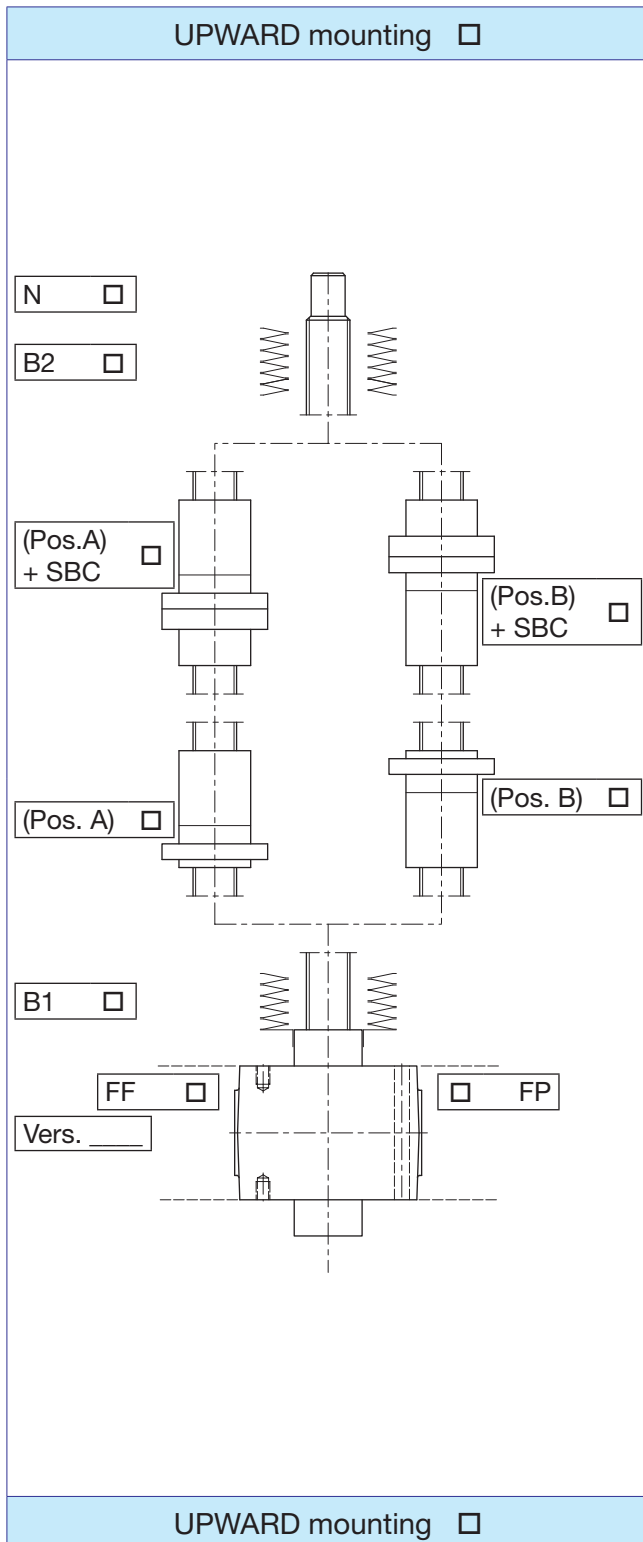 UPWARD mounting ☐
N ☐
B2 ☐
(Pos.A) ☐
+ SBC
(Pos.B) ☐
+ SBC
(Pos. A) ☐
(Pos. B) ☐
B1 ☐
FF ☐
☐ FP
Vers. ____
UPWARD mounting ☐